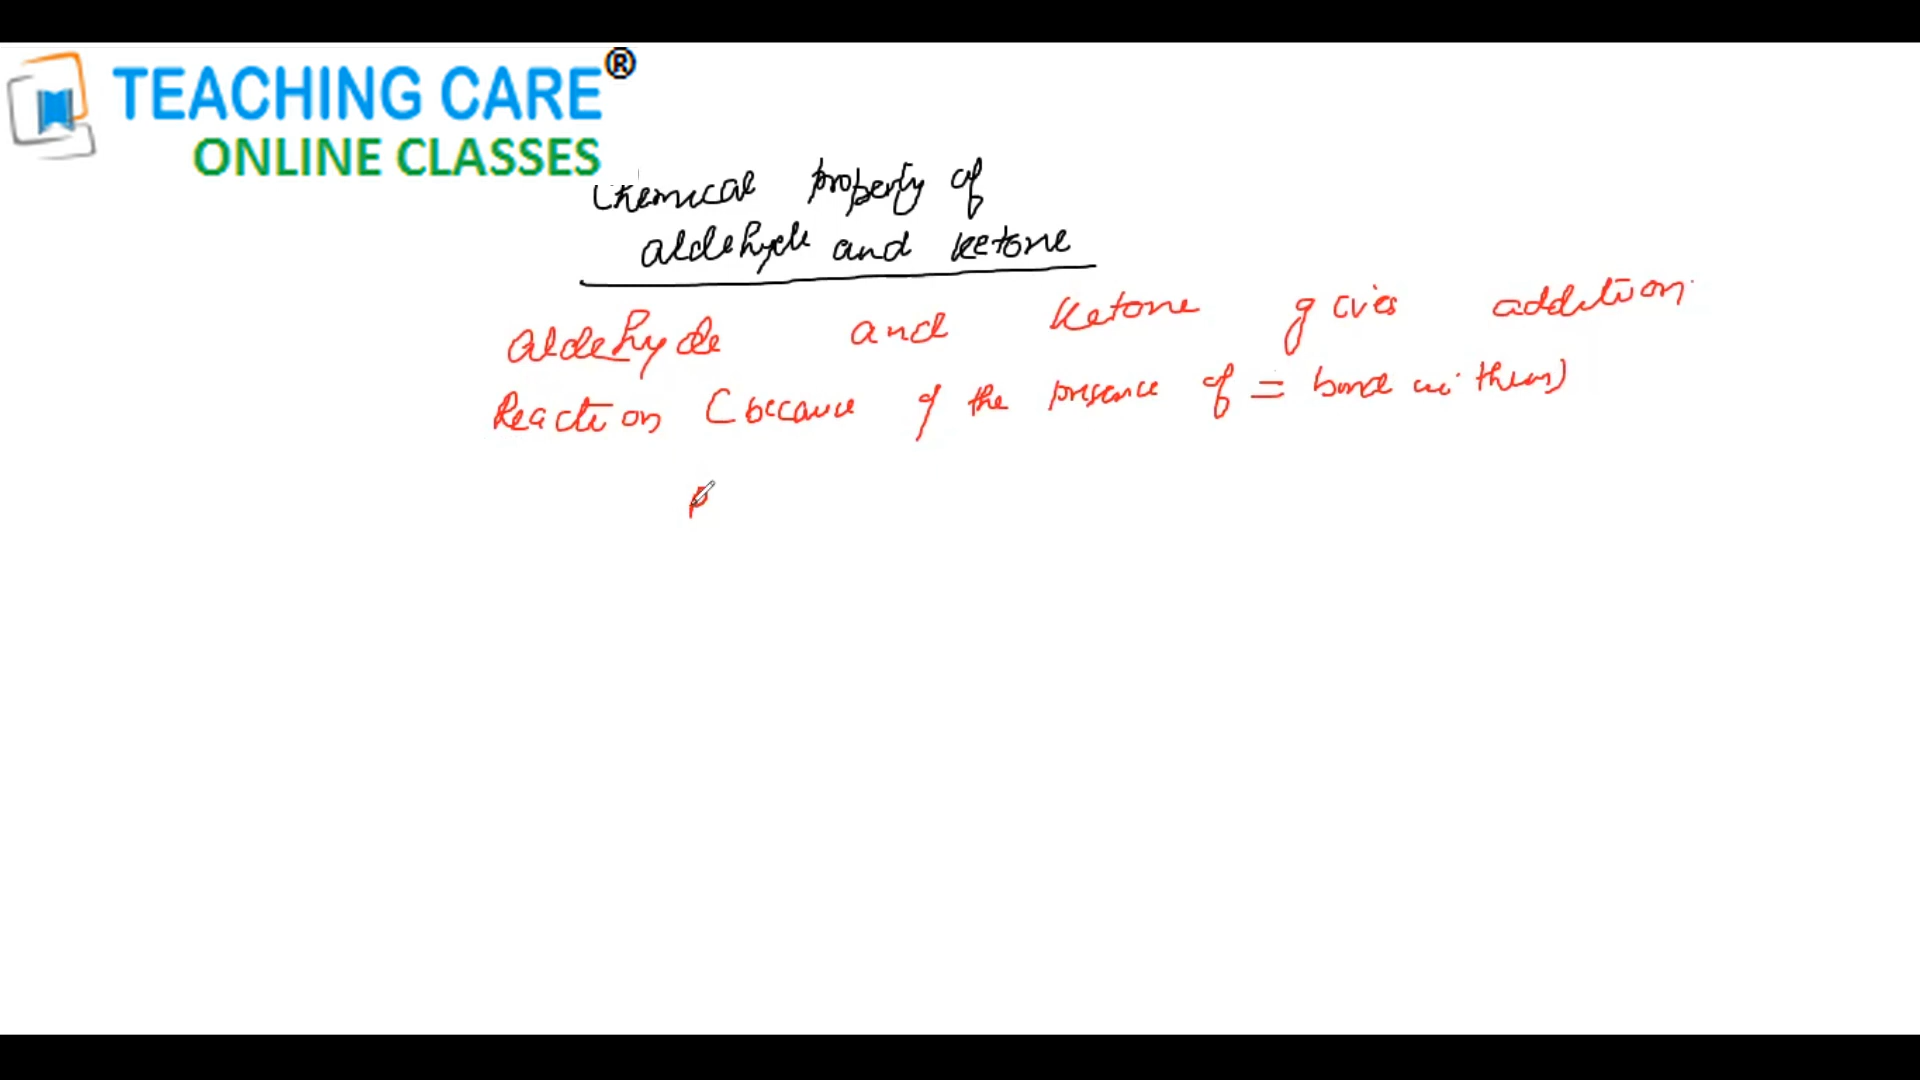 TEACHING CARE®
ONLINE CLASSES
Chemical property of
aldehyde and ketone
Aldehyde and ketone gives addition
Reaction (because of the presence of = bond in them)